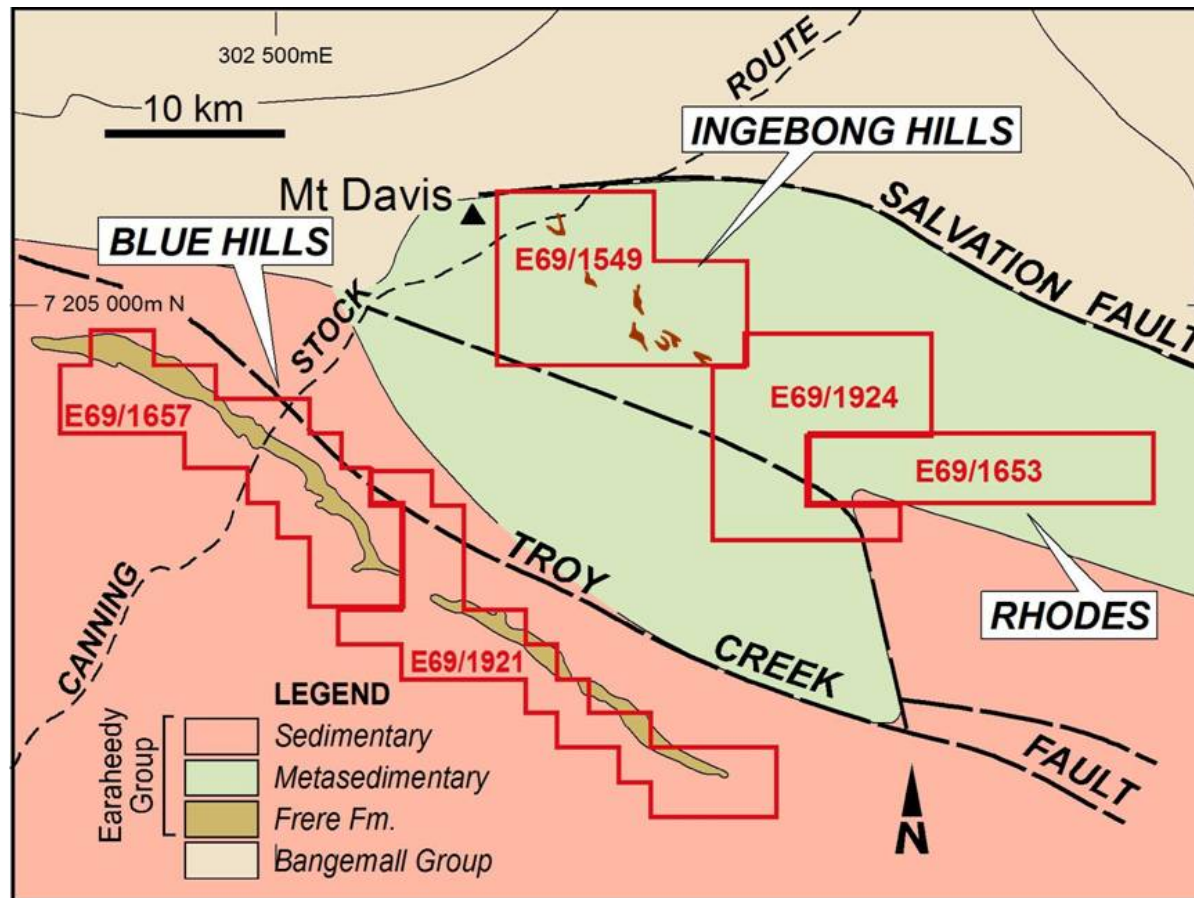 302 500mE
10 km
ROUTE
INGEBONG HILLS
Mt Davis
SALVATION FAULT
BLUE HILLS
E69/1549
7 205 000m N
STOCK
E69/1924
E69/1657
E69/1653
TROY
CREEK
FAULT
RHODES
CANNING
E69/1921
LEGEND
Earaheedy
Group
Sedimentary
Metasedimentary
Frere Fm.
Bangemall Group
N